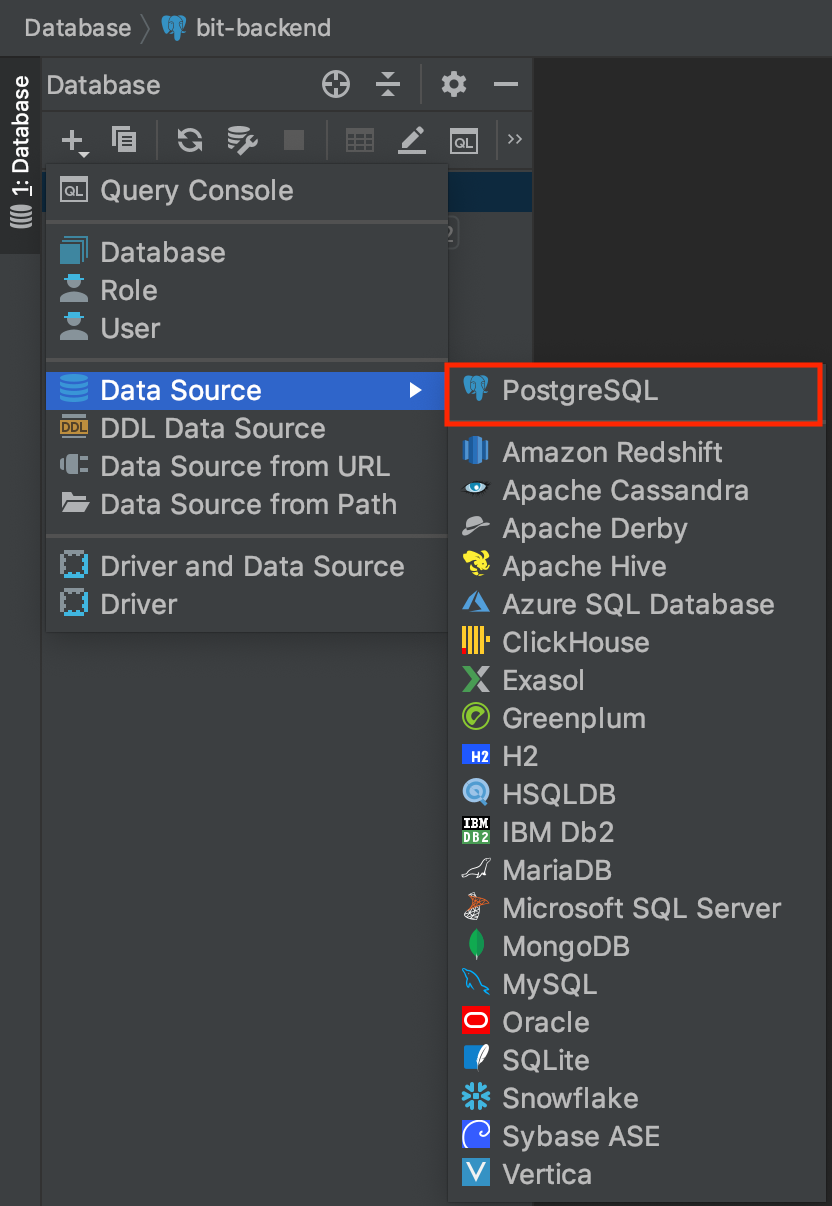 Database bit-backend
Database
1: Database
QL
QL Query Console
2
Database
Role
User
Data Source
DDL DDL Data Source
Data Source from URL
Data Source from Path
Driver and Data Source
Driver
PostgreSQL
Amazon Redshift
Apache Cassandra
Apache Derby
Apache Hive
Azure SQL Database
ClickHouse
Exasol
Greenplum
H2 H2
HSQLDB
IBM DB2 IBM Db2
MariaDB
Microsoft SQL Server
MongoDB
MySQL
Oracle
SQLite
Snowflake
Sybase ASE
Vertica